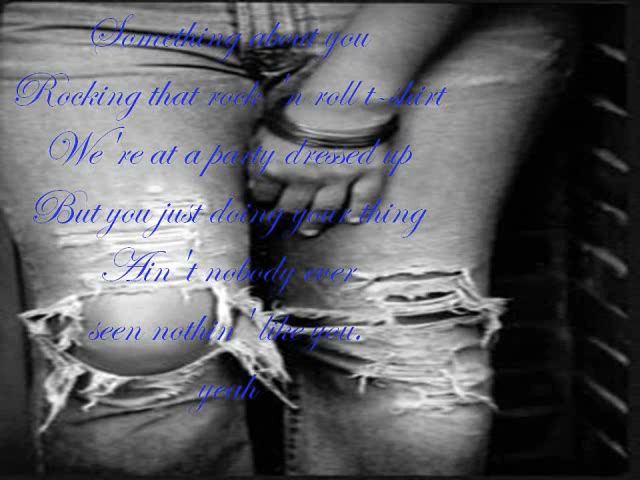 Something about you
Rocking that rock 'n roll t-shirt
We're at a party dressed up
But you just doing your thing
Ain't nobody ever
seen nothin' like you.
yeah